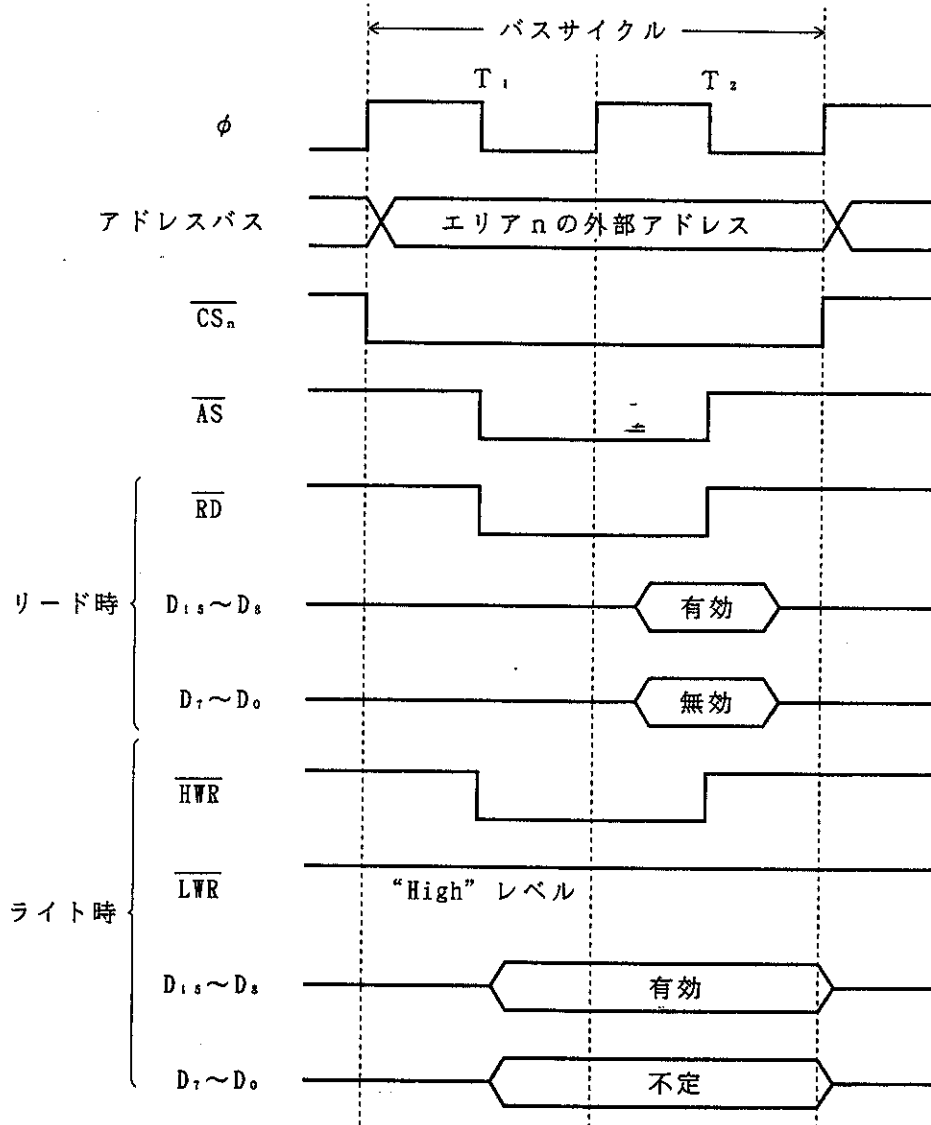 バスサイクル
T₁ T₂
φ
アドレスバス エリアnの外部アドレス
CSₙ
AS
RD
リード時 D₁₅～D₈ 有効
D₇～D₀ 無効
HWR
LWR “High”レベル
ライト時
D₁₅～D₈ 有効
D₇～D₀ 不定